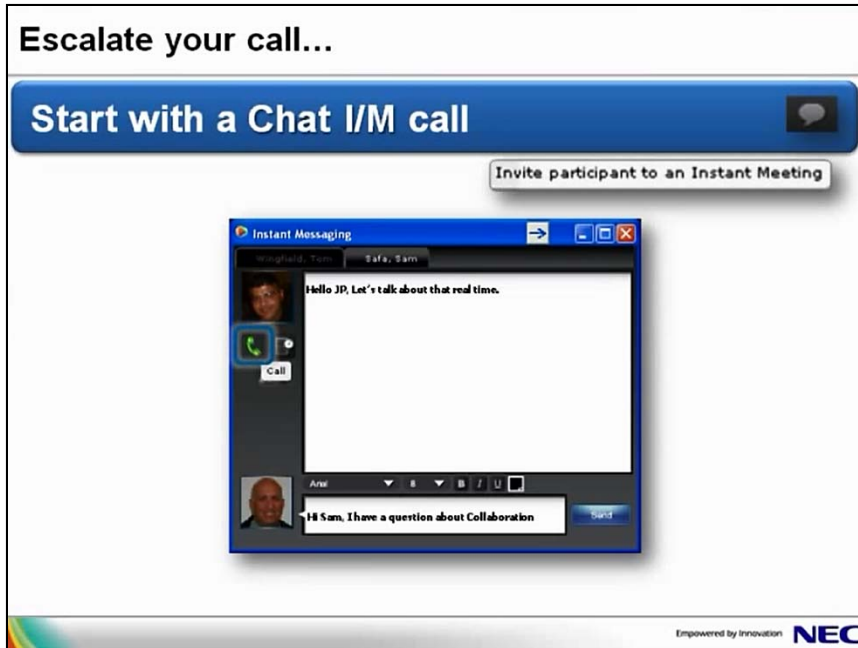 Escalate your call...
Start with a Chat I/M call
Invite participant to an Instant Meeting
Instant Messaging
Wingfield, Tom
Safa, Sam
Hello JP, Let's talk about that real time.
Call
Arial 8 B I U
Hi Sam, I have a question about Collaboration
Send
Empowered by Innovation NEC